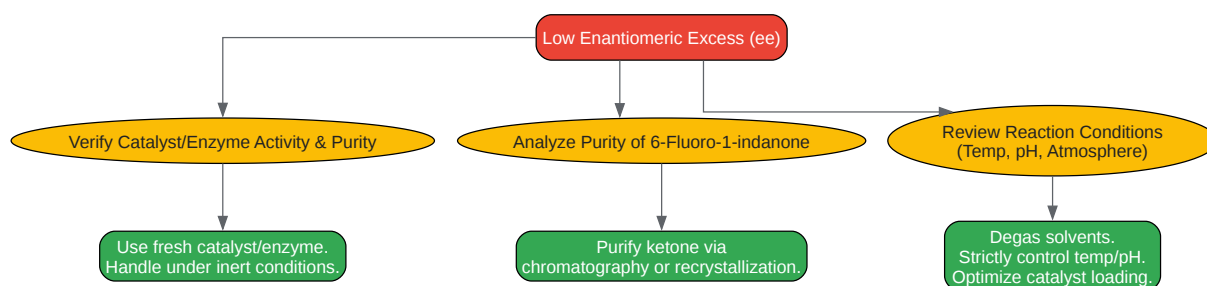 Low Enantiomeric Excess (ee)
Verify Catalyst/Enzyme Activity & Purity
Analyze Purity of 6-Fluoro-1-indanone
Review Reaction Conditions
(Temp, pH, Atmosphere)
Use fresh catalyst/enzyme.
Handle under inert conditions.
Purify ketone via
chromatography or recrystallization.
Degas solvents.
Strictly control temp/pH.
Optimize catalyst loading.